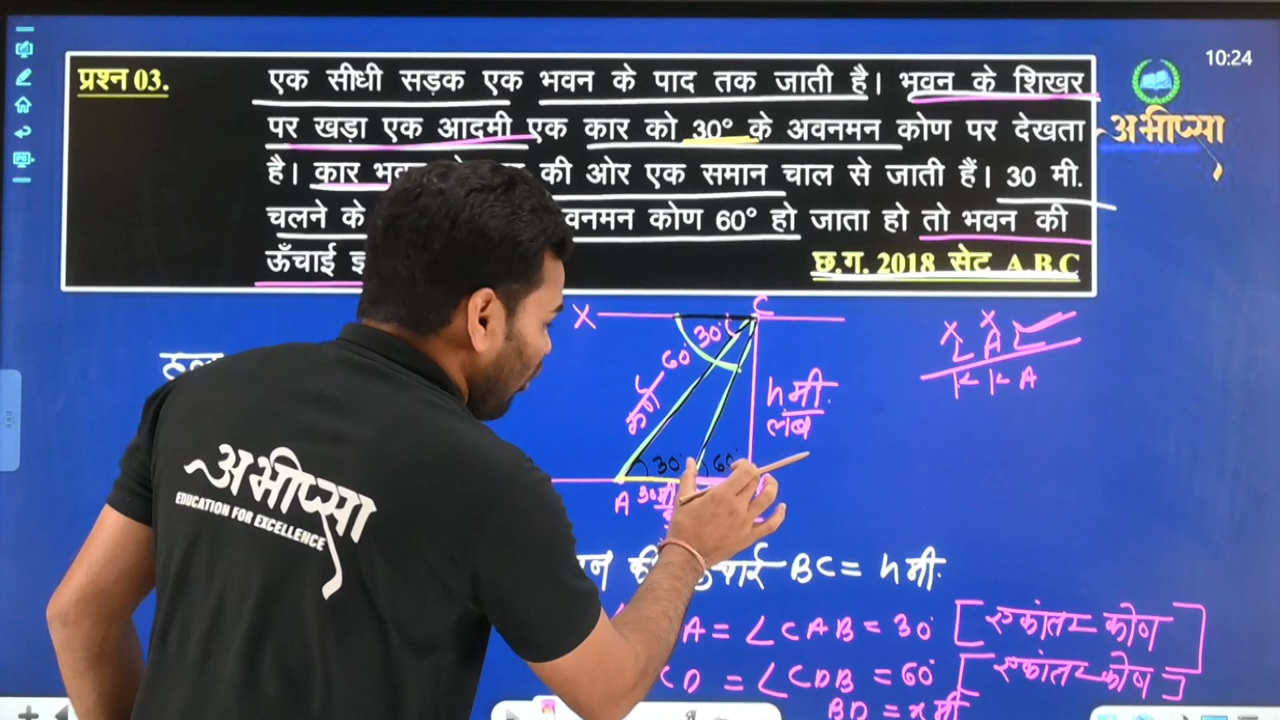 10:24
प्रश्न 03.
एक सीधी सड़क एक भवन के पाद तक जाती है। भवन के शिखर
पर खड़ा एक आदमी एक कार को 30° के अवनमन कोण पर देखता
है। कार की ओर एक समान चाल से जाती हैं। 30 मी.
चलने के कोण 60° हो जाता हो तो भवन की
ऊँचाई
छ.ग. 2018 सेट A,B,C
अभीप्सा
X C
30°
60°
कर्ण
h मी.
लंब
30° 60°
A 30 मी
अभीप्सा
EDUCATION FOR EXCELLENCE
BC = h मी.
A = ∠CAB = 30° [एकांतर कोण]
CD = ∠CDB = 60° [एकांतर कोण]
BD = x मी